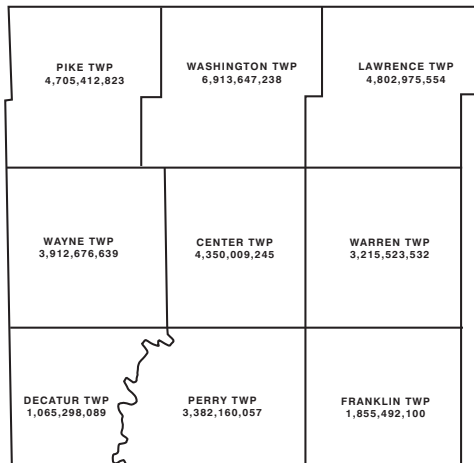 PIKE TWP
4,705,412,823
WASHINGTON TWP
6,913,647,238
LAWRENCE TWP
4,802,975,554
WAYNE TWP
3,912,676,639
CENTER TWP
4,350,009,245
WARREN TWP
3,215,523,532
DECATUR TWP
1,065,298,089
PERRY TWP
3,382,160,057
FRANKLIN TWP
1,855,492,100